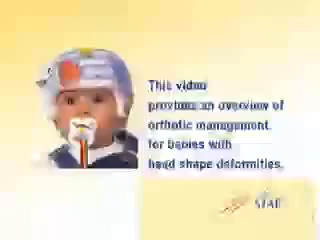 This video
provides an overview of
orthotic management
for babies with
head shape deformities.
STAR